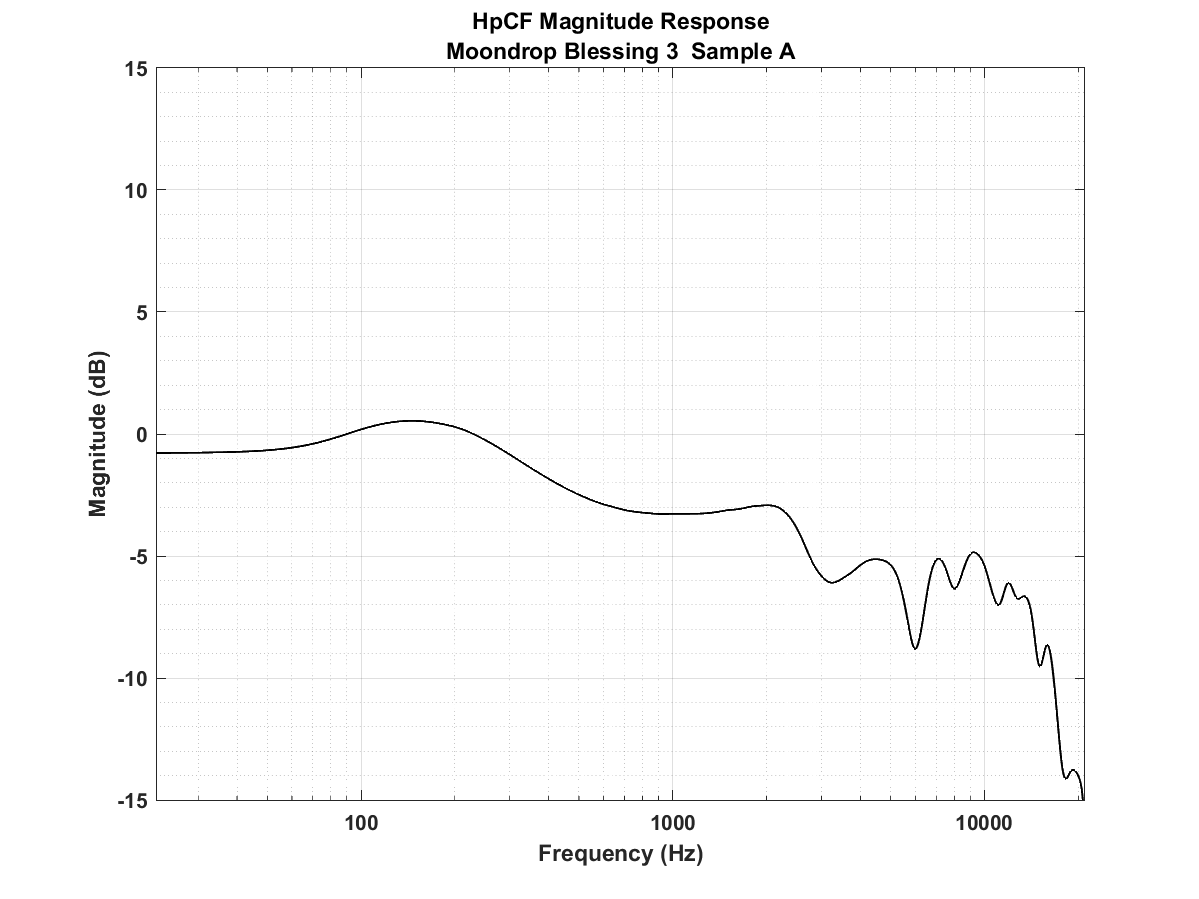 HpCF Magnitude Response
Moondrop Blessing 3  Sample A
15
10
5
0
-5
-10
-15
Magnitude (dB)
100
1000
10000
Frequency (Hz)